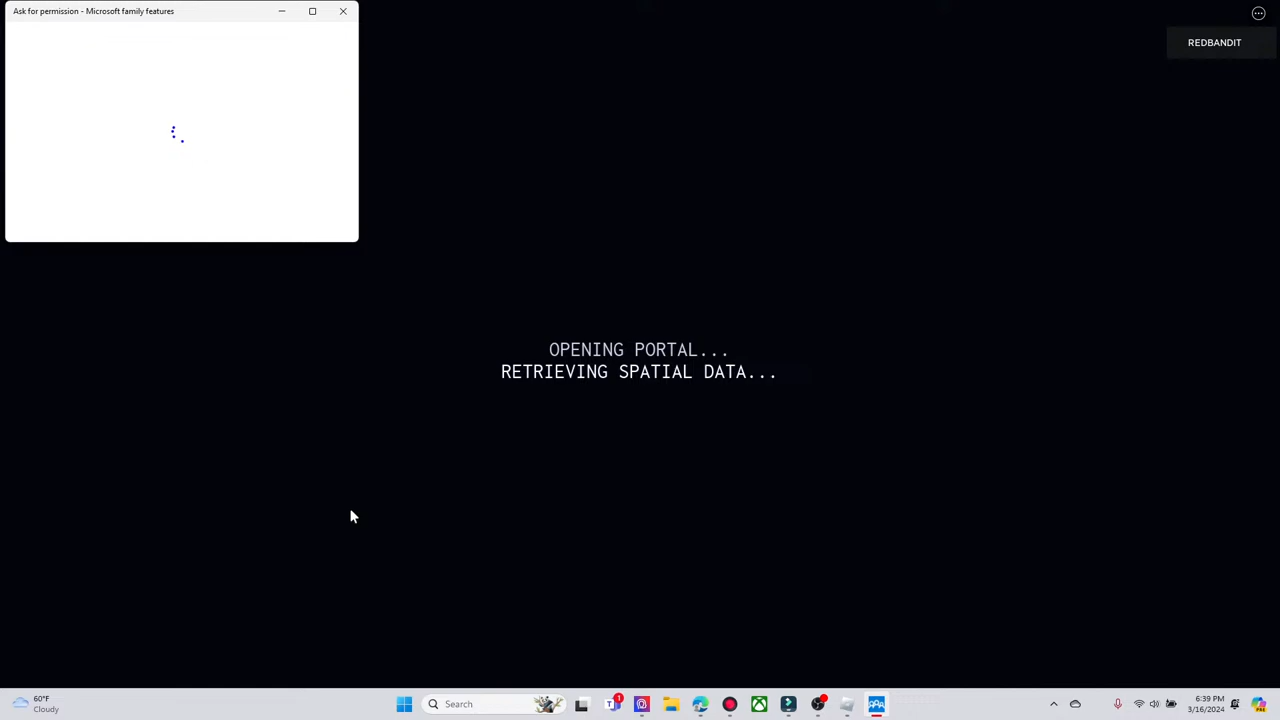 Ask for permission - Microsoft family features
REDBANDIT
OPENING PORTAL...
RETRIEVING SPATIAL DATA...
60°F
Cloudy
Search
1
6:39 PM
3/16/2024